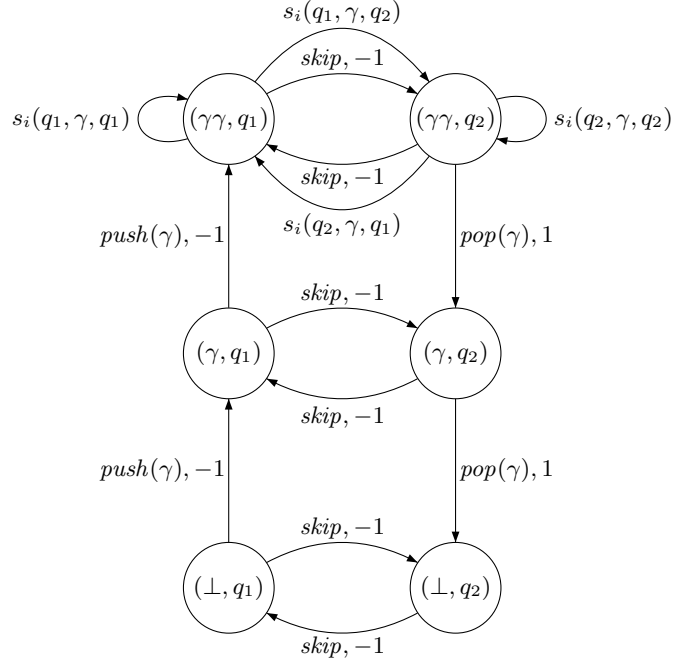 s_i(q_1, γ, q_2)
skip, −1
(γγ, q_1)
(γγ, q_2)
s_i(q_1, γ, q_1)
s_i(q_2, γ, q_2)
skip, −1
s_i(q_2, γ, q_1)
push(γ), −1
pop(γ), 1
skip, −1
(γ, q_1)
(γ, q_2)
skip, −1
push(γ), −1
pop(γ), 1
skip, −1
(⊥, q_1)
(⊥, q_2)
skip, −1